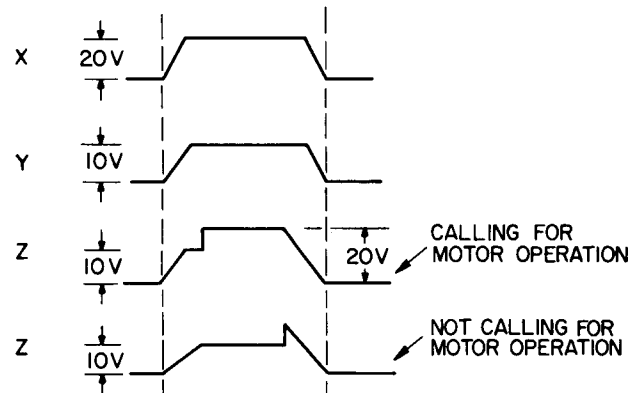 X
20V
Y
10V
Z
10V
20V
CALLING FOR
MOTOR OPERATION
Z
10V
NOT CALLING FOR
MOTOR OPERATION